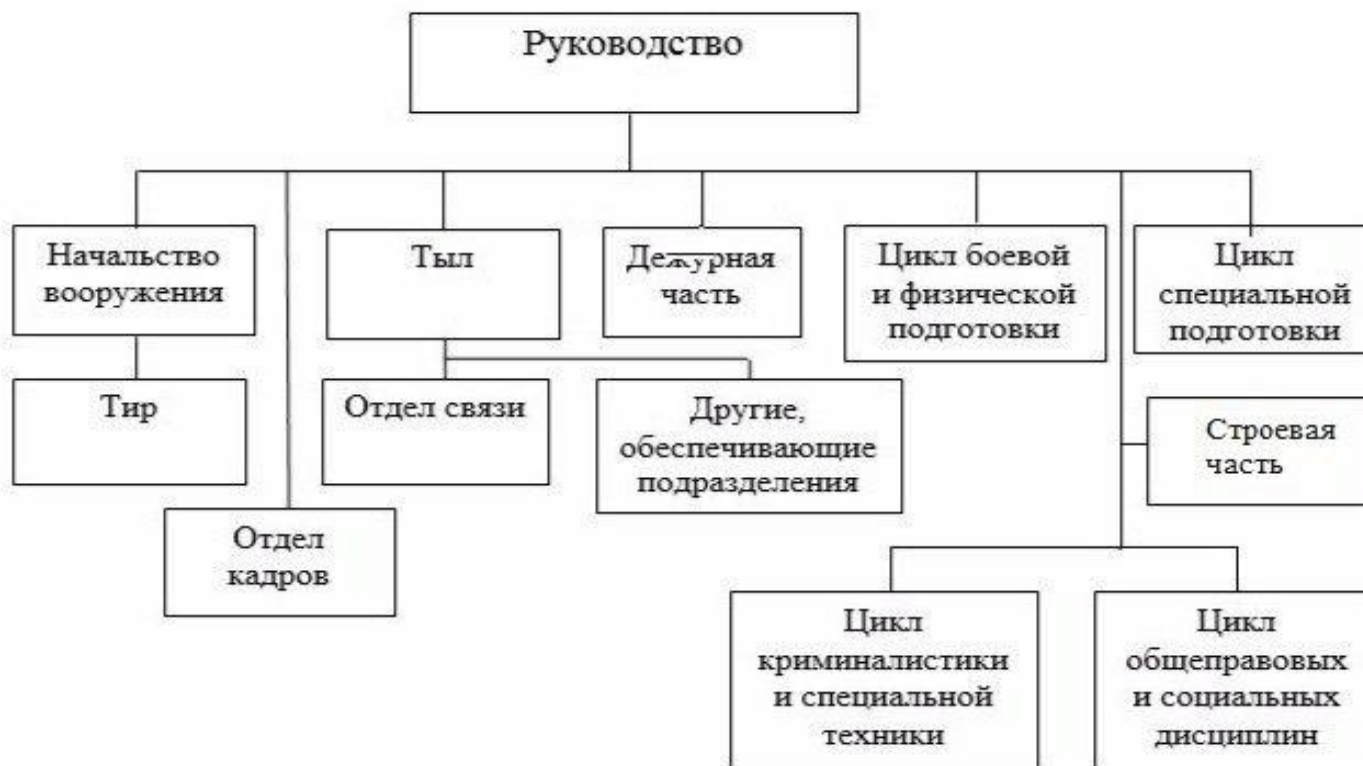 Руководство
Начальство
вооружения
Тыл
Дежурная
часть
Цикл боевой
и физической
подготовки
Цикл
специальной
подготовки
Тир
Отдел связи
Другие,
обеспечивающие
подразделения
Строевая
часть
Отдел
кадров
Цикл
криминалистики
и специальной
техники
Цикл
общеправовых
и социальных
дисциплин